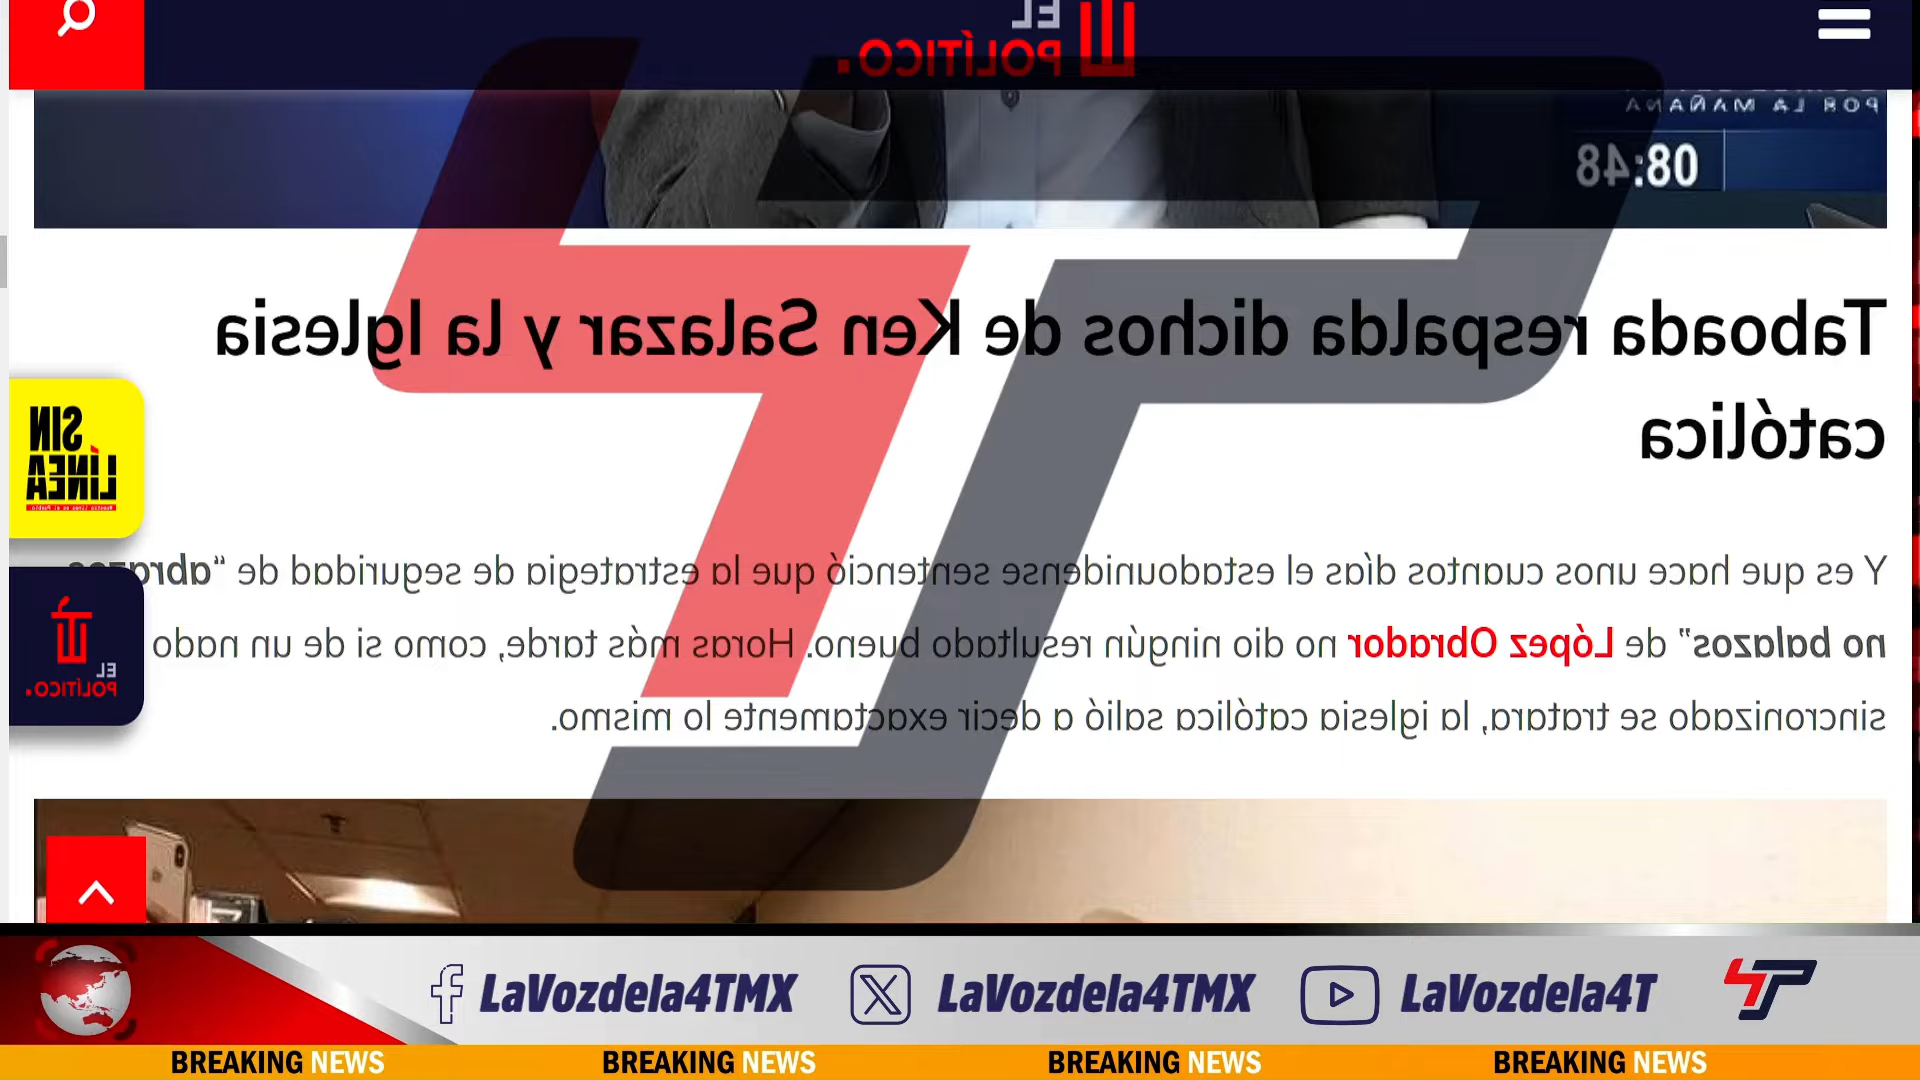 EL
POLÍTICO.
POR LA MAÑANA
08:48
Taboada respalda dichos de Ken Salazar y la Iglesia
católica
SIN
LÍNEA
Y es que hace unos cuantos días el estadounidense sentenció que la estrategia de seguridad de “abrazos
no balazos” de López Obrador no dio ningún resultado bueno. Horas más tarde, como si de un nado
sincronizado se tratara, la iglesia católica salió a decir exactamente lo mismo.
EL
POLÍTICO.
LaVozdela4TMX LaVozdela4TMX LaVozdela4T
BREAKING NEWS BREAKING NEWS BREAKING NEWS BREAKING NEWS